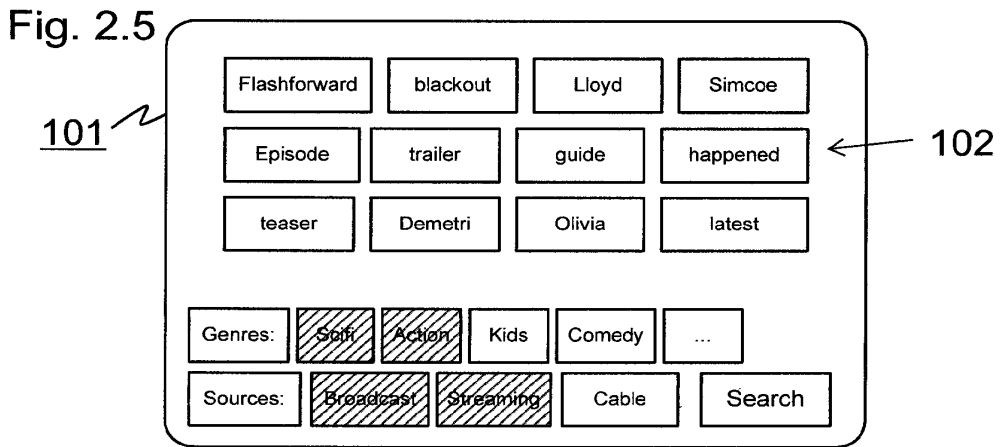 Fig. 2.5
Flashforward blackout Lloyd Simcoe
101
Episode trailer guide happened 102
teaser Demetri Olivia latest
Genres: Scifi Action Kids Comedy ...
Sources: Broadcast Streaming Cable Search